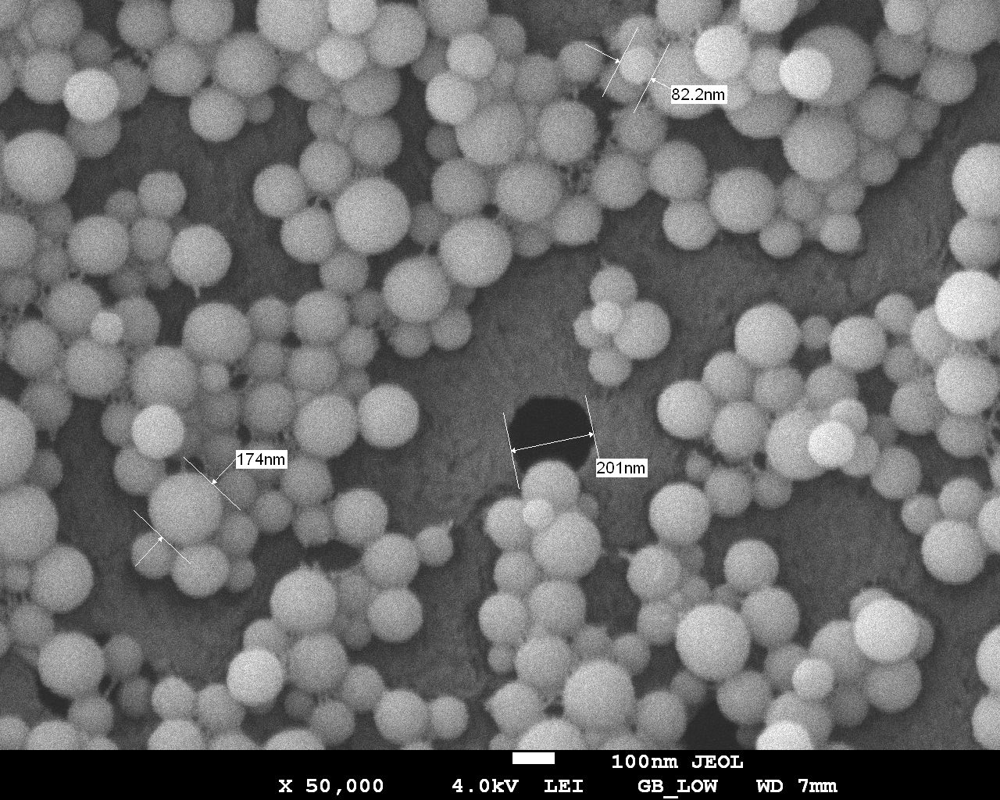 82.2nm
174nm
201nm
100nm JEOL
X 50,000 4.0kV LEI GB_LOW WD 7mm